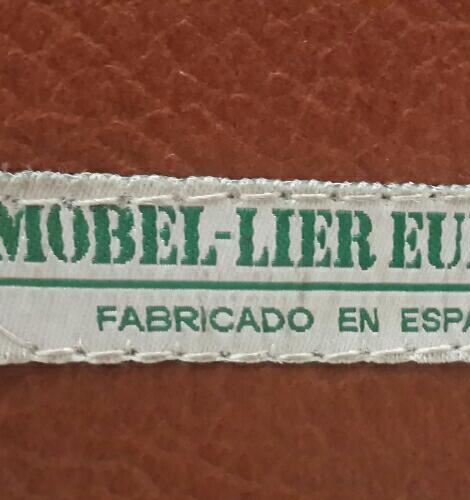 MOBEL-LIER EU
FABRICADO EN ESPA